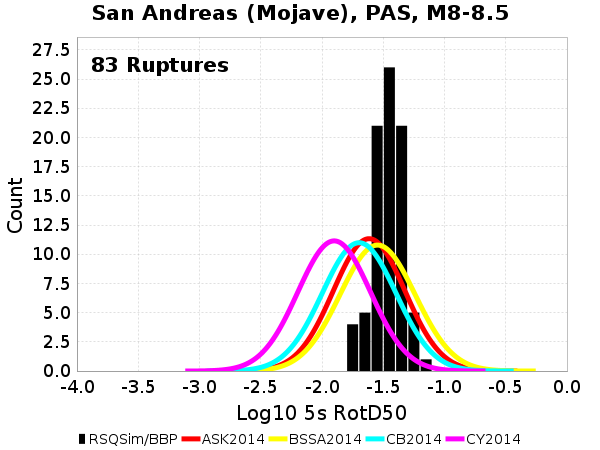 San Andreas (Mojave), PAS, M8-8.5
83 Ruptures
27.5
25.0
22.5
20.0
17.5
15.0
12.5
10.0
7.5
5.0
2.5
0.0
Count
-4.0 -3.5 -3.0 -2.5 -2.0 -1.5 -1.0 -0.5 0.0
Log10 5s RotD50
RSQSim/BBP ASK2014 BSSA2014 CB2014 CY2014